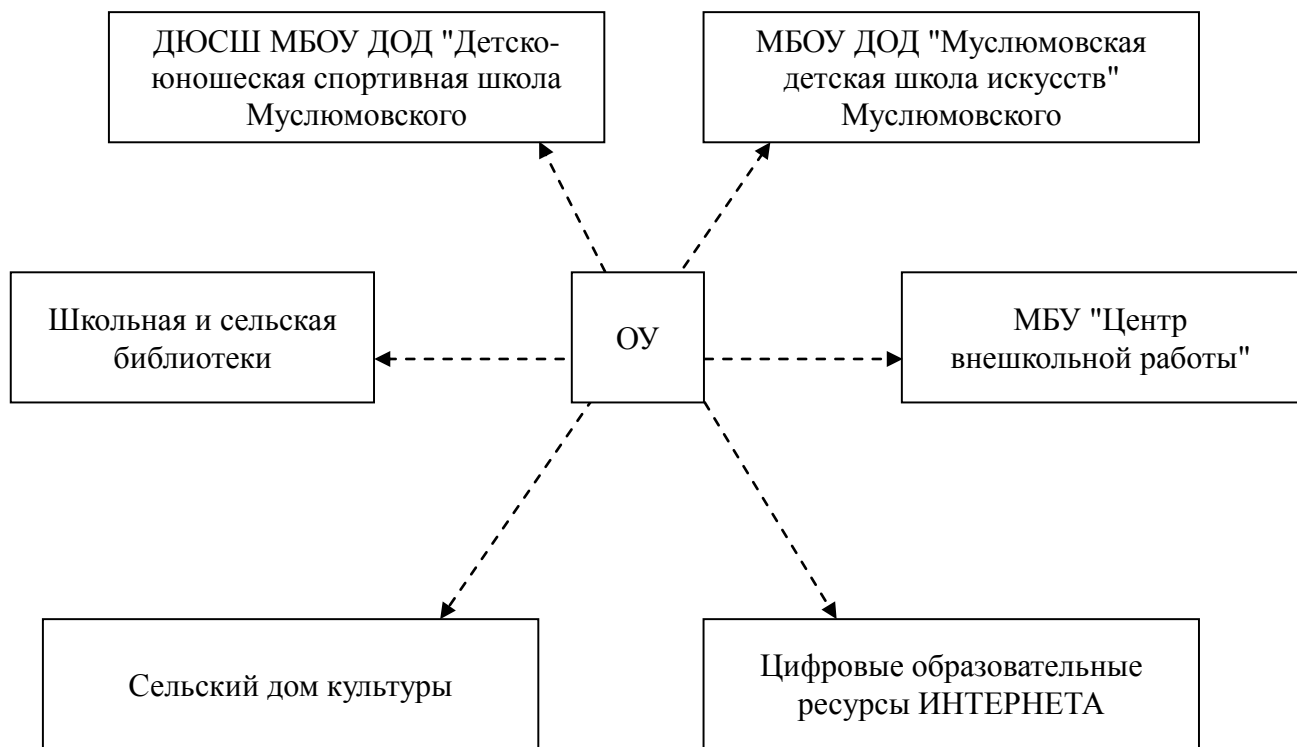 ДЮСШ МБОУ ДОД "Детско-
юношеская спортивная школа
Муслюмовского
МБОУ ДОД "Муслюмовская
детская школа искусств"
Муслюмовского
Школьная и сельская
библиотеки
ОУ
МБУ "Центр
внешкольной работы"
Сельский дом культуры
Цифровые образовательные
ресурсы ИНТЕРНЕТА